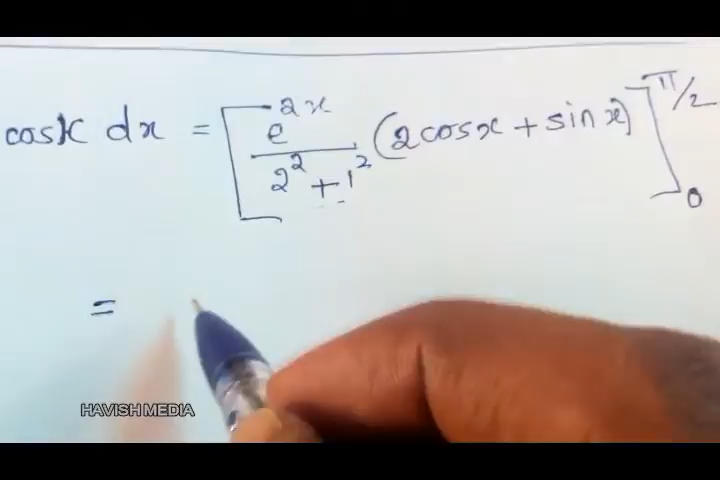 cosx dx = [ e^2x / 2^2 + 1^2 (2cosx + sinx) ]_0^π/2
=
HAVISH MEDIA